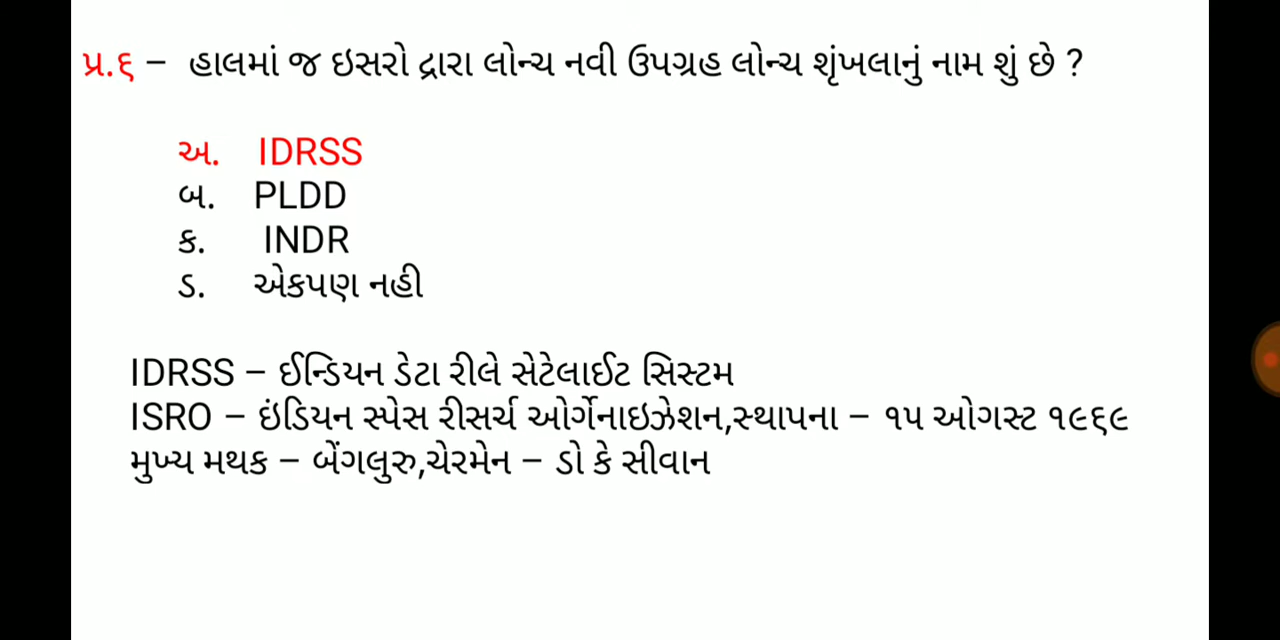 પ્ર.૬ – હાલમાં જ ઇસરો દ્રારા લોન્ચ નવી ઉપગ્રહ લોન્ચ શૃંખલાનું નામ શું છે ?
અ. IDRSS
બ. PLDD
ક. INDR
ડ. એકપણ નહી
IDRSS – ઈન્ડિયન ડેટા રીલે સેટેલાઈટ સિસ્ટમ
ISRO – ઇંડિયન સ્પેસ રીસર્ચ ઓર્ગેનાઇઝેશન,સ્થાપના – ૧૫ ઓગસ્ટ ૧૯૬૯
મુખ્ય મથક – બેંગલુરુ,ચેરમેન – ડો કે સીવાન